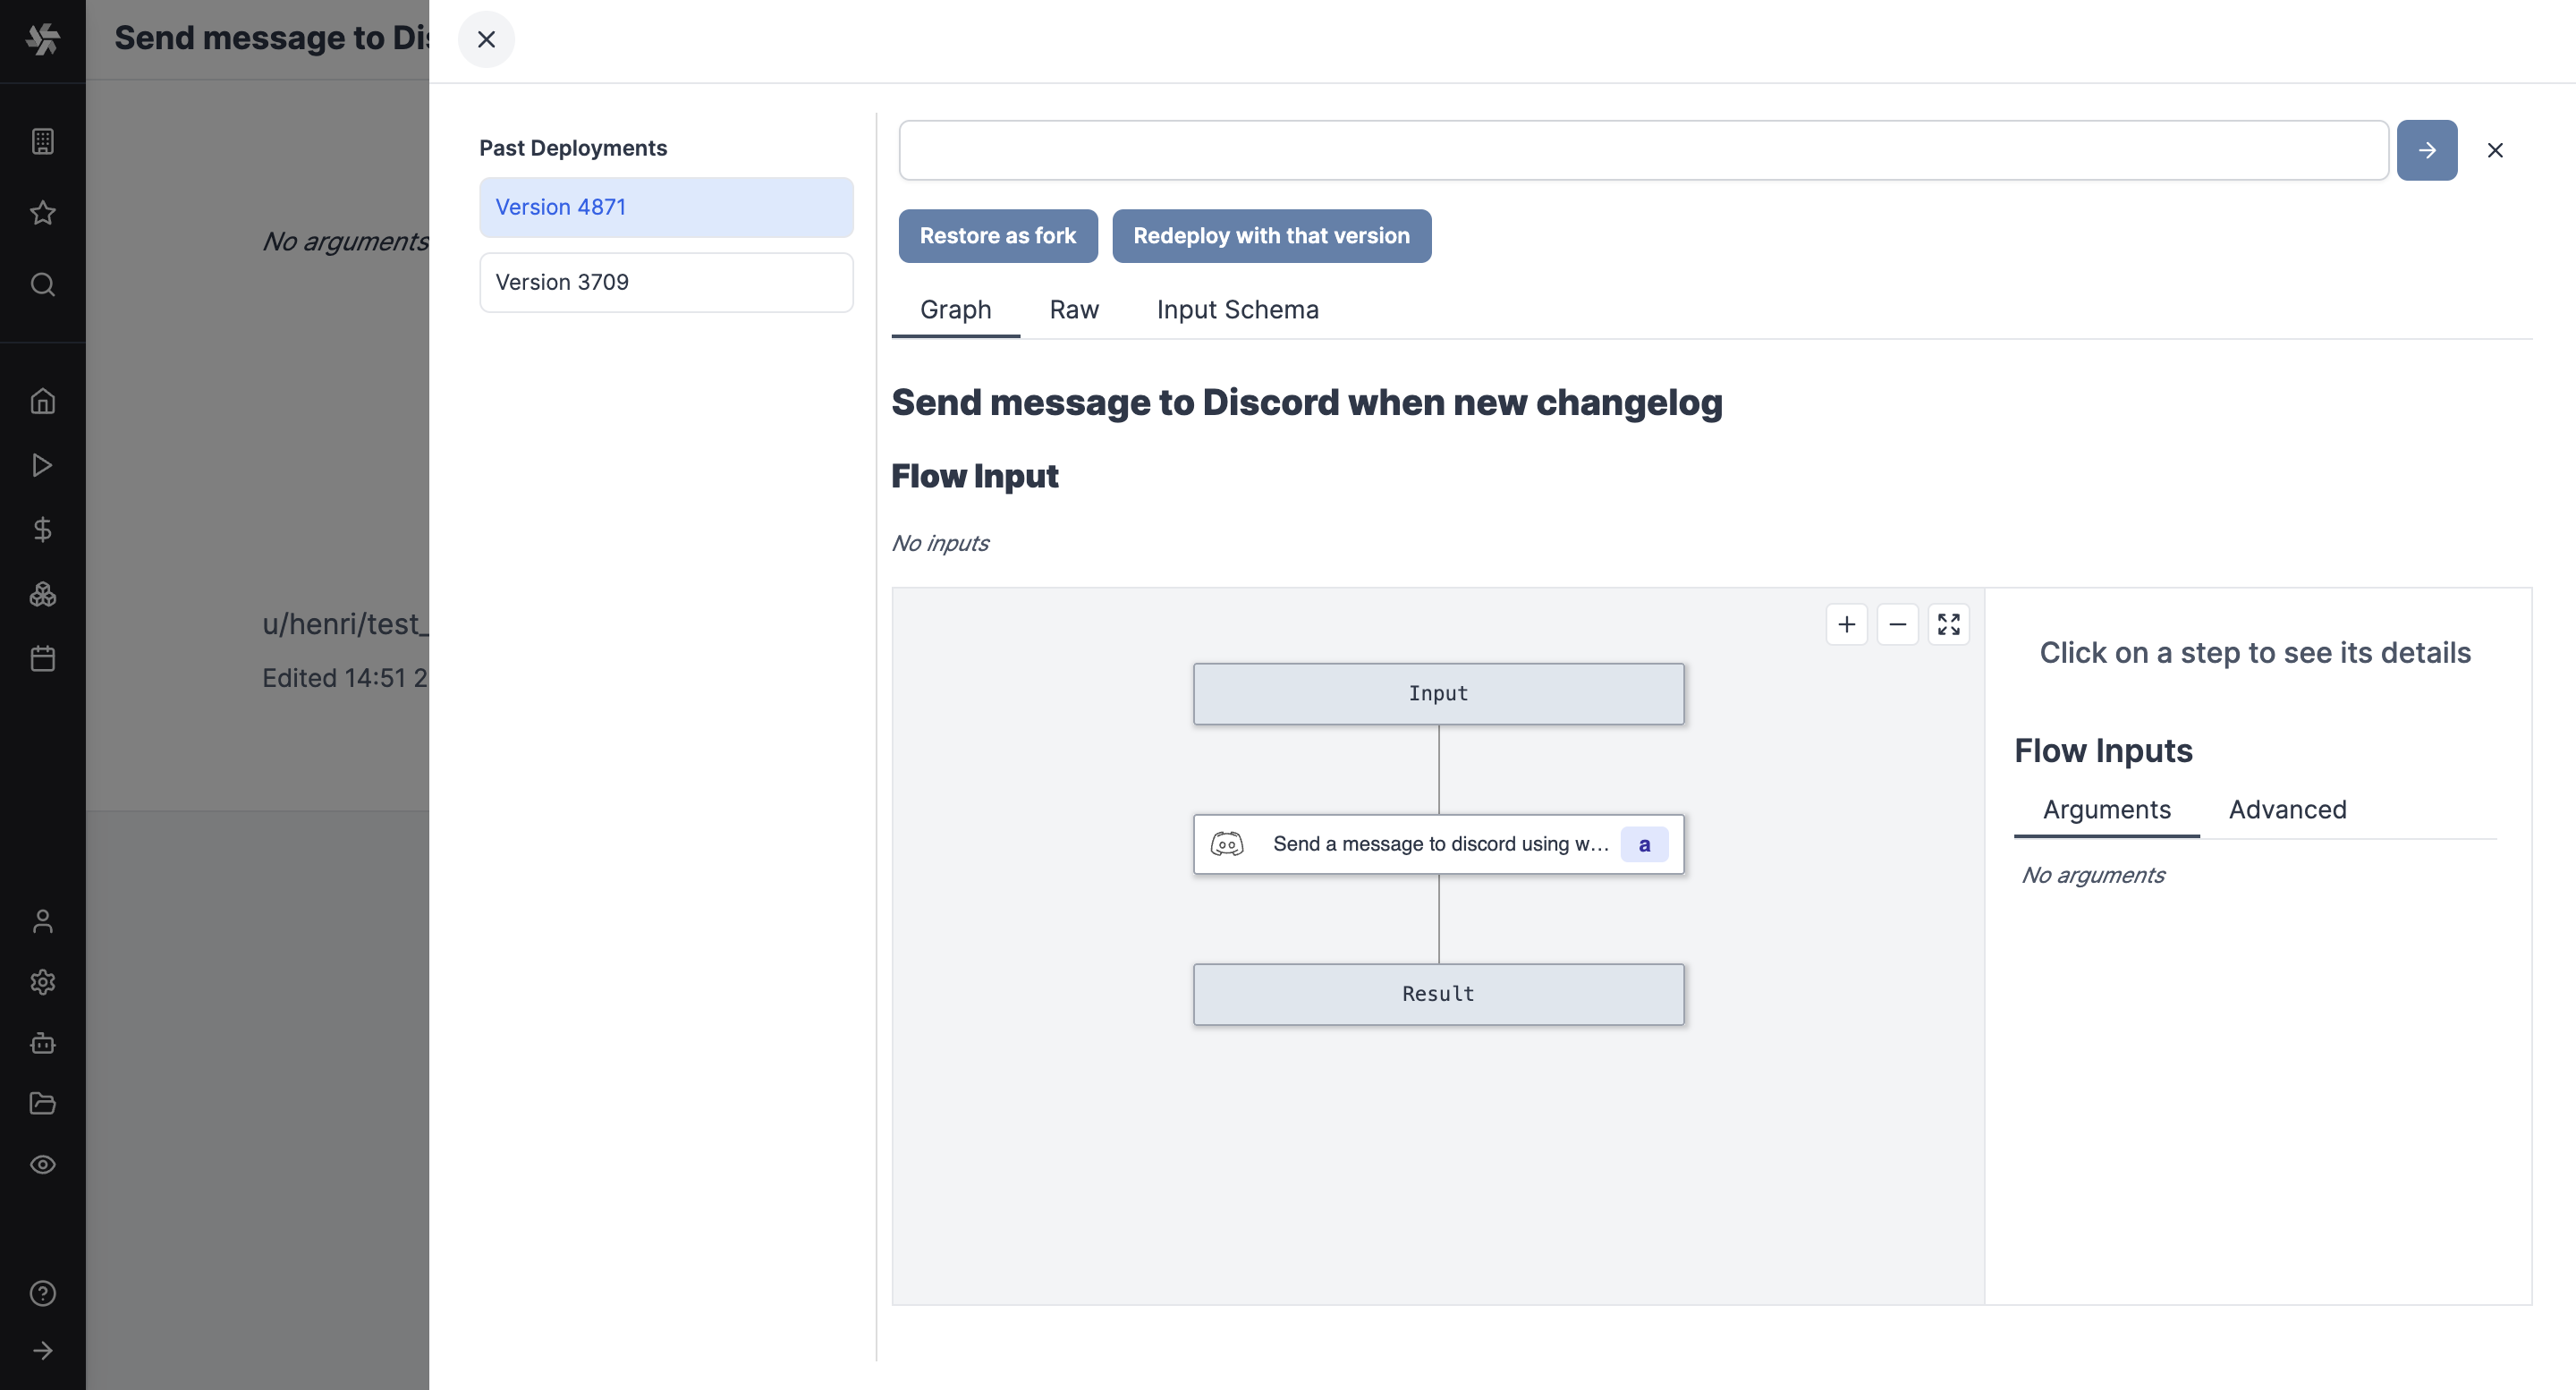 Send message to Dis
No arguments
u/henri/test_
Edited 14:51 2
Past Deployments
Version 4871
Version 3709
Restore as fork
Redeploy with that version
Graph
Raw
Input Schema
Send message to Discord when new changelog
Flow Input
No inputs
Input
Send a message to discord using w...
a
Result
Click on a step to see its details
Flow Inputs
Arguments
Advanced
No arguments